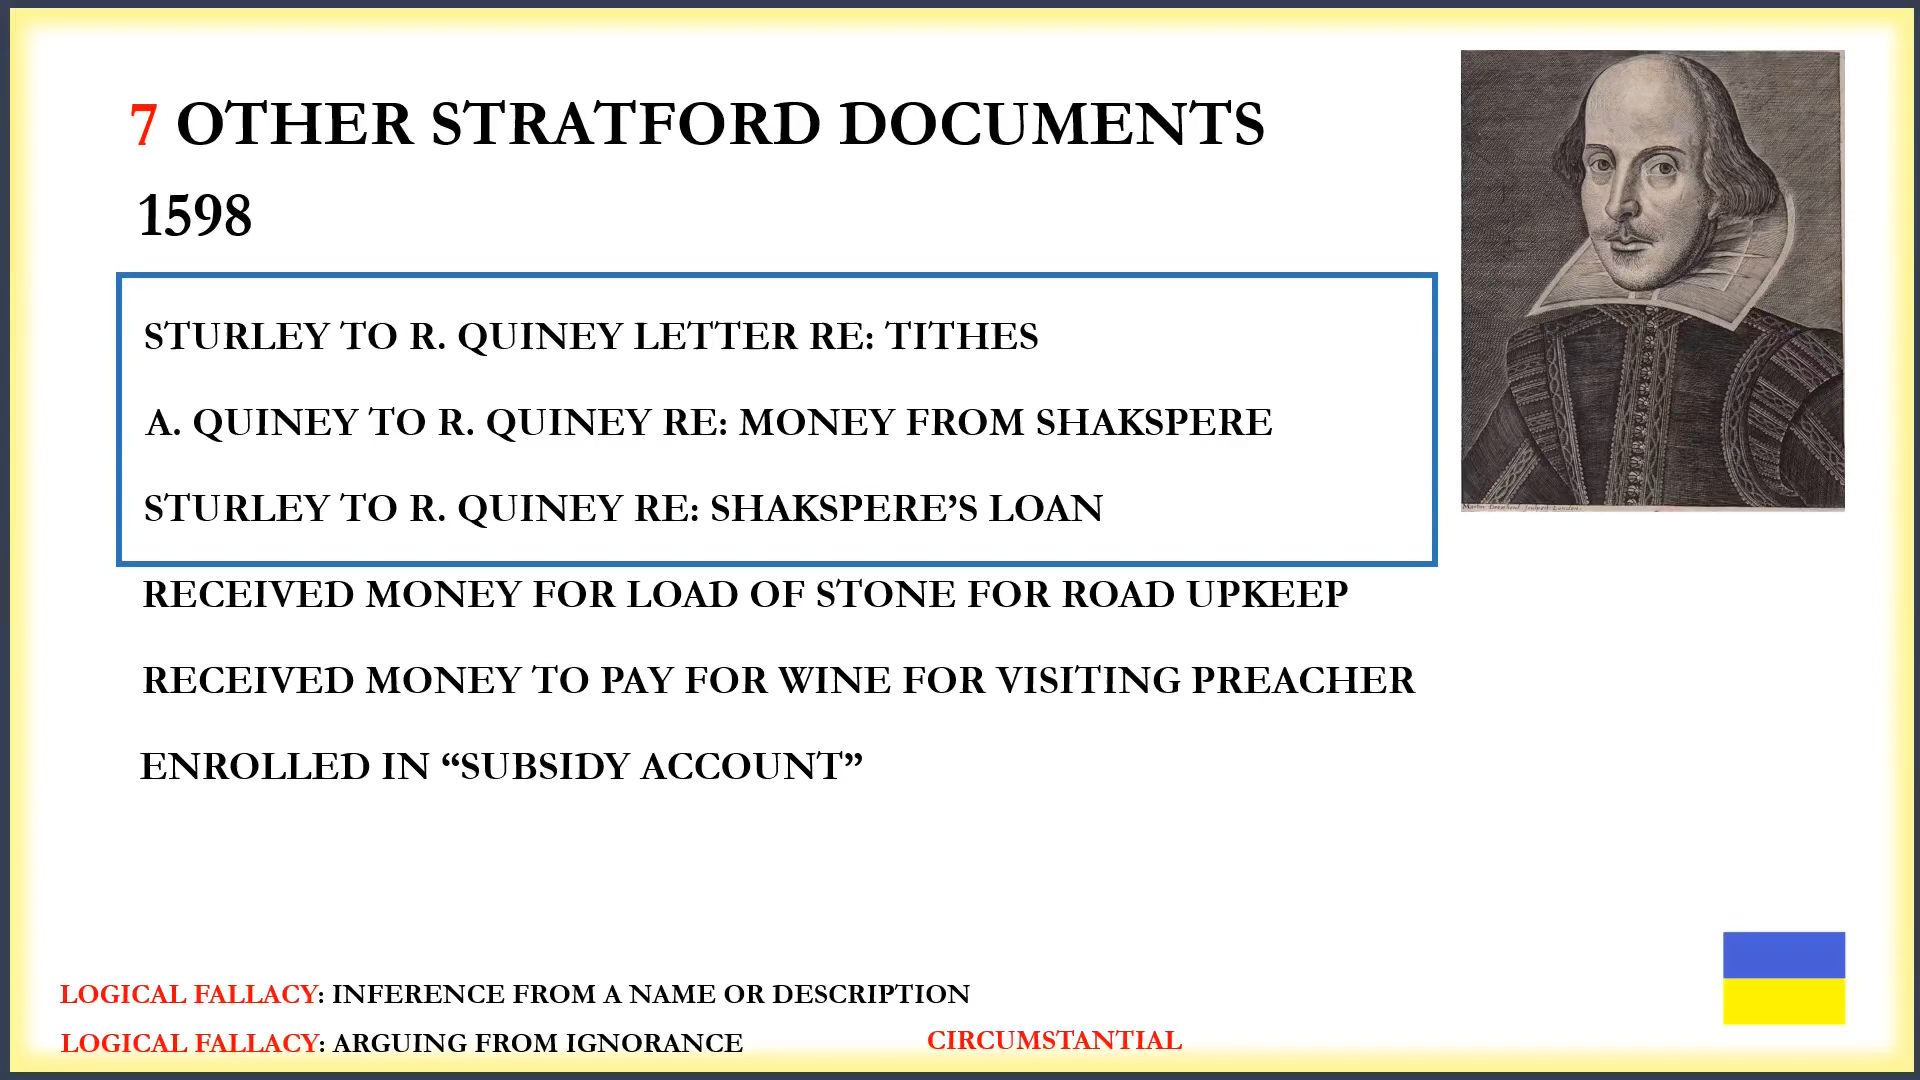 7 OTHER STRATFORD DOCUMENTS
1598
STURLEY TO R. QUINEY LETTER RE: TITHES
A. QUINEY TO R. QUINEY RE: MONEY FROM SHAKSPERE
STURLEY TO R. QUINEY RE: SHAKSPERE’S LOAN
RECEIVED MONEY FOR LOAD OF STONE FOR ROAD UPKEEP
RECEIVED MONEY TO PAY FOR WINE FOR VISITING PREACHER
ENROLLED IN “SUBSIDY ACCOUNT”
LOGICAL FALLACY: INFERENCE FROM A NAME OR DESCRIPTION
LOGICAL FALLACY: ARGUING FROM IGNORANCE
CIRCUMSTANTIAL